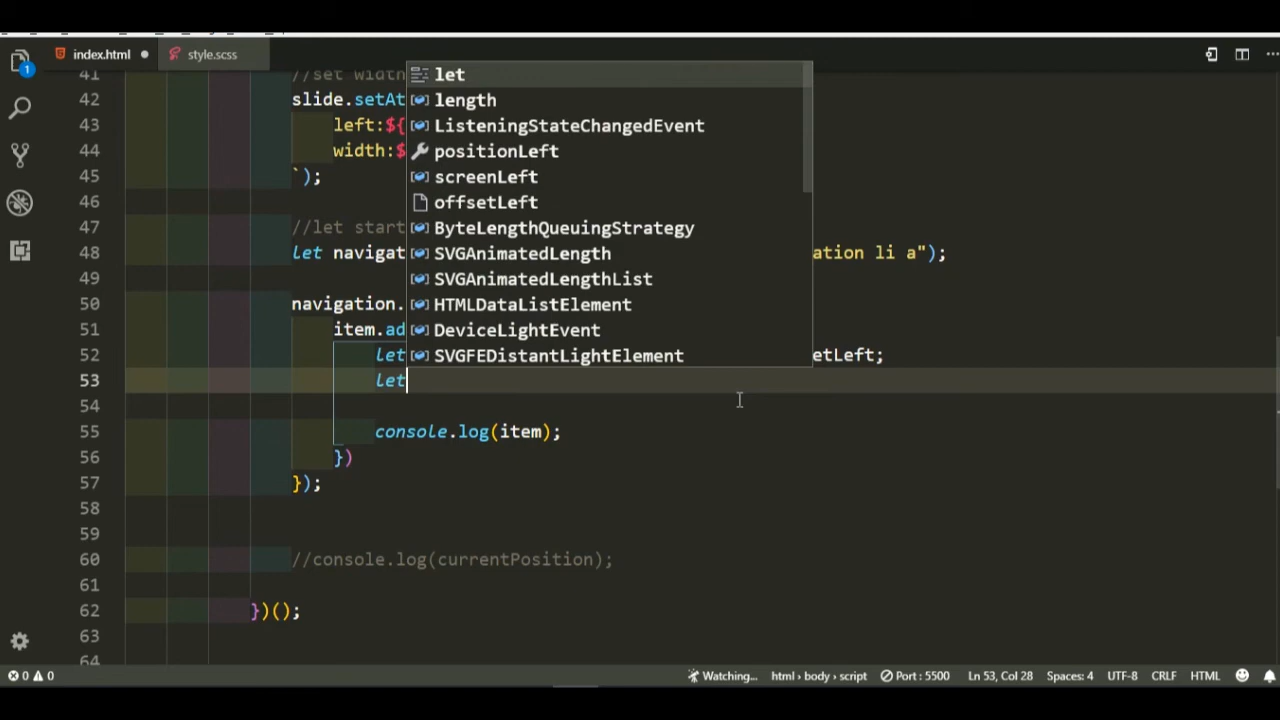 index.html
style.scss
1
41 //set width
42 slide.setAt
43 left:${
44 width:$
45 `);
46
47 //let start
48 let navigat ation li a");
49
50 navigation.
51 item.ad
52 let etLeft;
53 let
54
55 console.log(item);
56 })
57 });
58
59
60 //console.log(currentPosition);
61
62 })();
63
64
let
length
ListeningStateChangedEvent
positionLeft
screenLeft
offsetLeft
ByteLengthQueuingStrategy
SVGAnimatedLength
SVGAnimatedLengthList
HTMLDataListElement
DeviceLightEvent
SVGFEDistantLightElement
0 0 Watching... html › body › script Port : 5500 Ln 53, Col 28 Spaces: 4 UTF-8 CRLF HTML